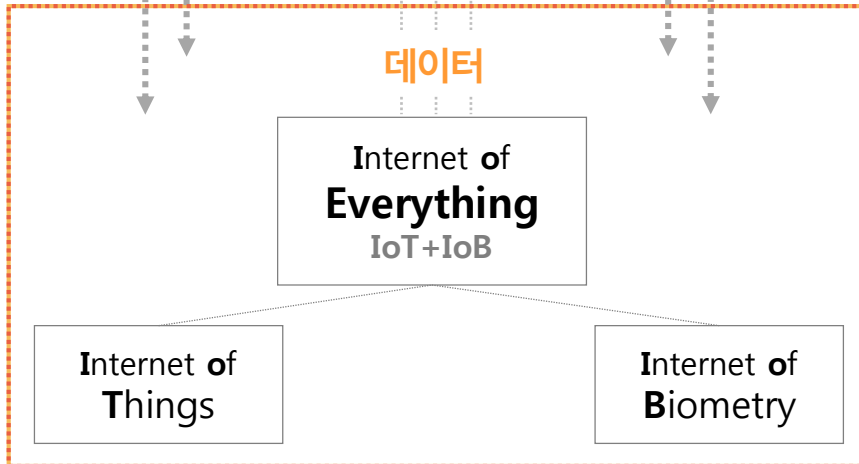 데이터
Internet of
Everything
IoT+IoB
Internet of
Things
Internet of
Biometry